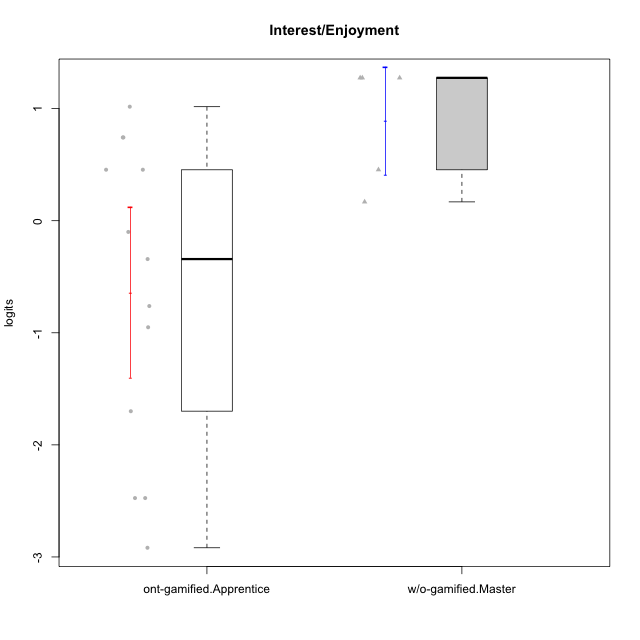 Interest/Enjoyment
logits
1
0
-1
-2
-3
ont-gamified.Apprentice
w/o-gamified.Master